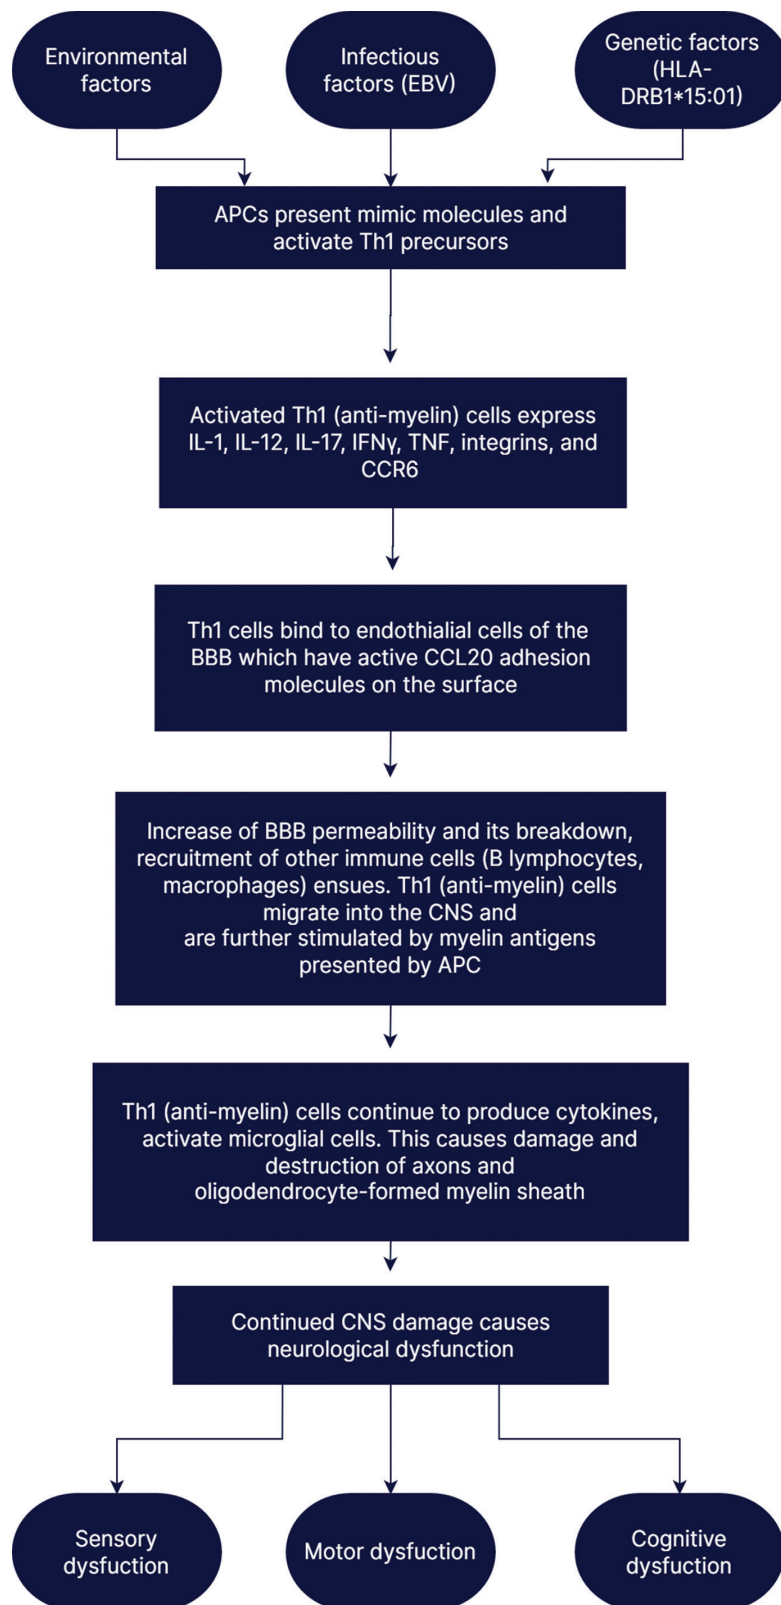 Environmental
factors
Infectious
factors (EBV)
Genetic factors
(HLA-
DRB1*15:01)
APCs present mimic molecules and
activate Th1 precursors
Activated Th1 (anti-myelin) cells express
IL-1, IL-12, IL-17, IFNγ, TNF, integrins, and
CCR6
Th1 cells bind to endothialial cells of the
BBB which have active CCL20 adhesion
molecules on the surface
Increase of BBB permeability and its breakdown,
recruitment of other immune cells (B lymphocytes,
macrophages) ensues. Th1 (anti-myelin) cells
migrate into the CNS and
are further stimulated by myelin antigens
presented by APC
Th1 (anti-myelin) cells continue to produce cytokines,
activate microglial cells. This causes damage and
destruction of axons and
oligodendrocyte-formed myelin sheath
Continued CNS damage causes
neurological dysfunction
Sensory
dysfuction
Motor dysfuction
Cognitive
dysfuction